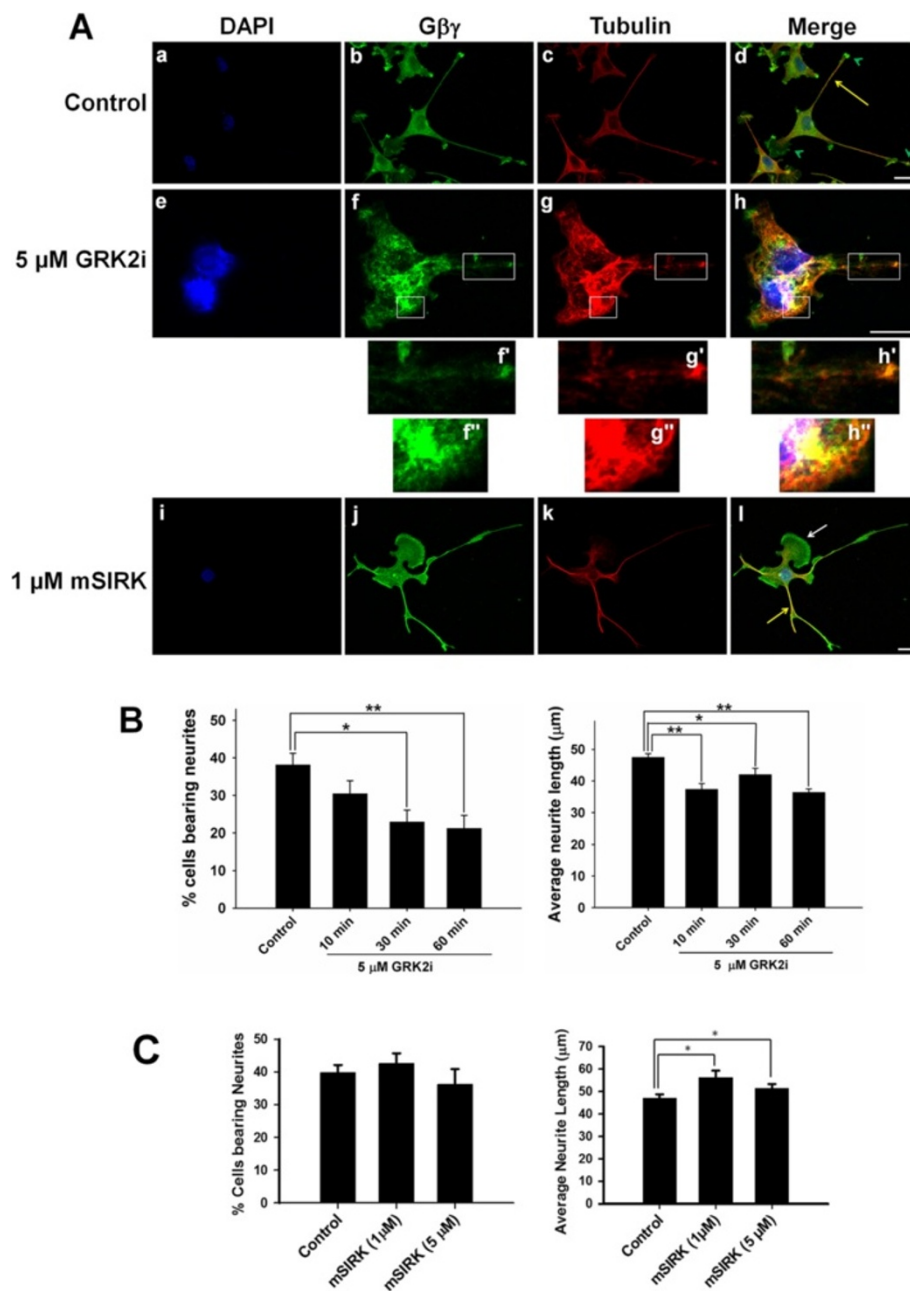 A
DAPI Gβγ Tubulin Merge
Control
a b c d
5 µM GRK2i
e f g h
f' g' h'
f'' g'' h''
1 µM mSIRK
i j k l
B
% cells bearing neurites
50
40
30
20
10
0
**
*
Control 10 min 30 min 60 min
5 µM GRK2i
Average neurite length (µm)
60
50
40
30
20
10
0
**
*
**
Control 10 min 30 min 60 min
5 µM GRK2i
C
% Cells bearing Neurites
50
40
30
20
10
0
Control mSIRK (1µM) mSIRK (5 µM)
Average Neurite Length (µm)
70
60
50
40
30
20
10
0
*
*
Control mSIRK (1µM) mSIRK (5 µM)